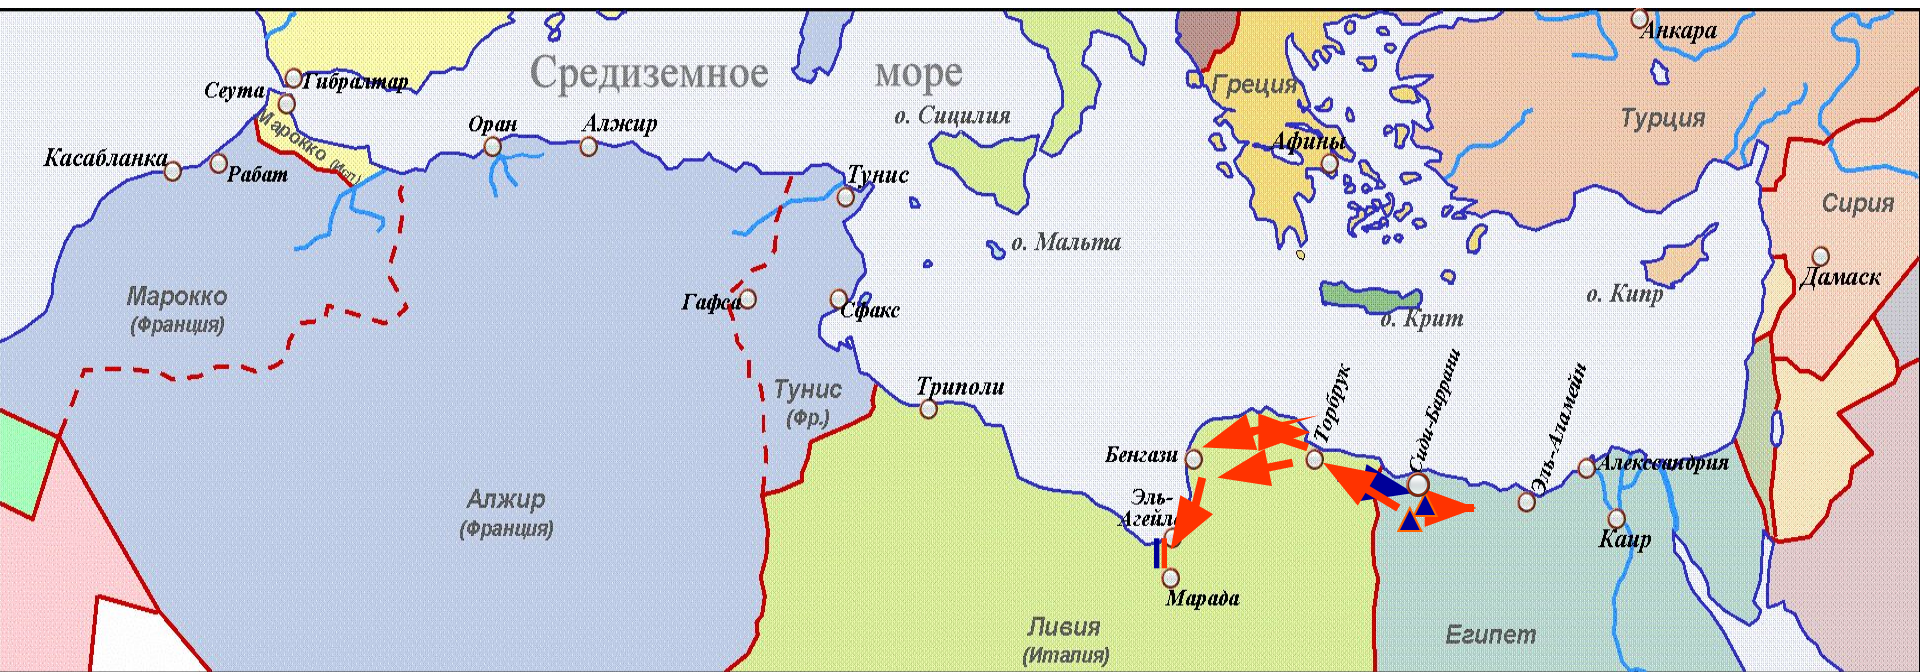 Анкара
Средиземное море
Гибралтар
Сеута
Греция
о. Сицилия
Турция
Марокко
(Исп)
Оран
Алжир
Афины
Касабланка
Рабат
Тунис
Сирия
о. Мальта
Дамаск
Марокко
(Франция)
Гафса
Сфакс
о. Кипр
о. Крит
Тунис
(Фр.)
Триполи
Торбрук
Сиди-Баррани
Эль-Аламейн
Бенгази
Александрия
Алжир
(Франция)
Эль-
Агейла
Каир
Марада
Ливия
(Италия)
Египет